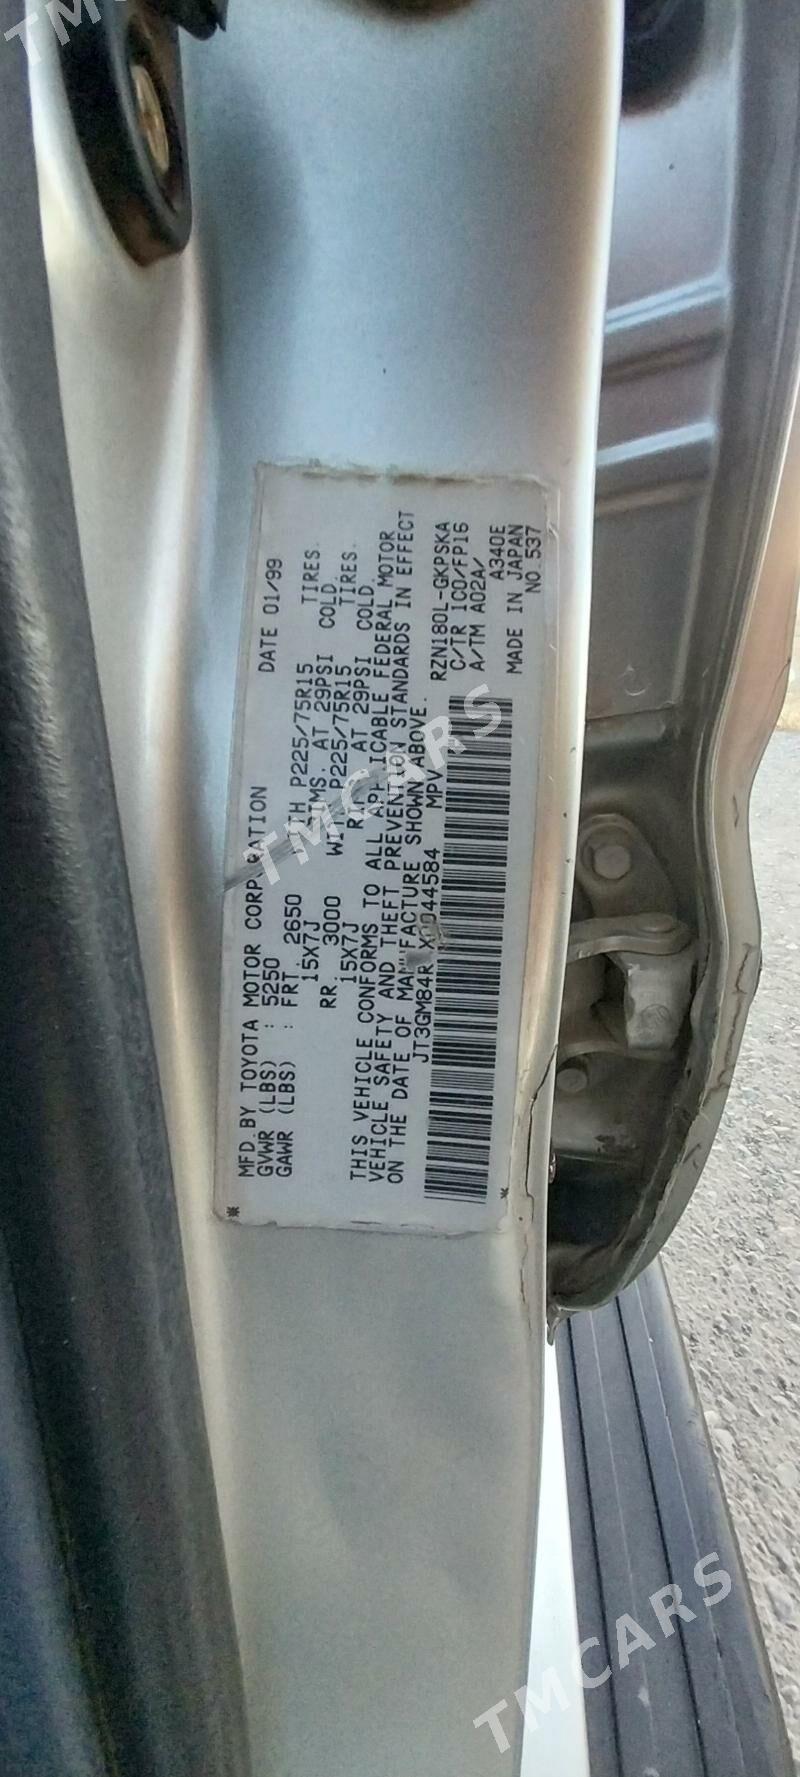 MFD. BY TOYOTA MOTOR CORPORATION DATE 01/99
GVWR (LBS) : 5250 WITH P225/75R15 TIRES.
GAWR (LBS) : FRT. 2650 RIMS AT 29PSI COLD.
15X7J
RR. 3000 WITH P225/75R15 TIRES.
15X7J RIMS AT 29PSI COLD.
THIS VEHICLE CONFORMS TO ALL APPLICABLE FEDERAL MOTOR
VEHICLE SAFETY AND THEFT PREVENTION STANDARDS IN EFFECT
ON THE DATE OF MANUFACTURE SHOWN ABOVE.
JT3GM84R X0044584 MPV
RZN180L-GKPSKA
C/TR 1C0/FP16
A/TM A02A/
A340E
MADE IN JAPAN
NO.537
TMCARS
TMCARS